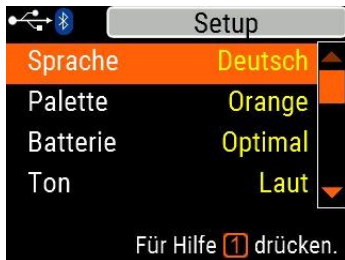 Setup
Sprache Deutsch
Palette Orange
Batterie Optimal
Ton Laut
Für Hilfe 1 drücken.